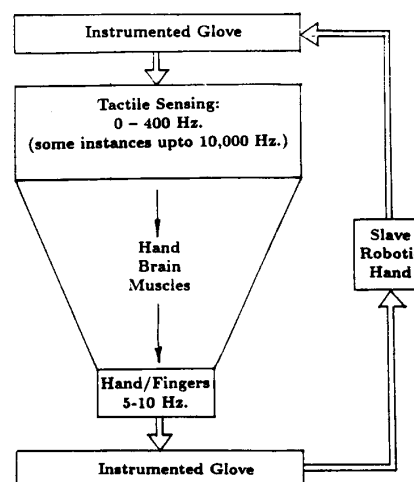 Instrumented Glove
Tactile Sensing:
0 – 400 Hz.
(some instances upto 10,000 Hz.)
Hand
Brain
Muscles
Slave
Roboti
Hand
Hand/Fingers
5-10 Hz.
Instrumented Glove